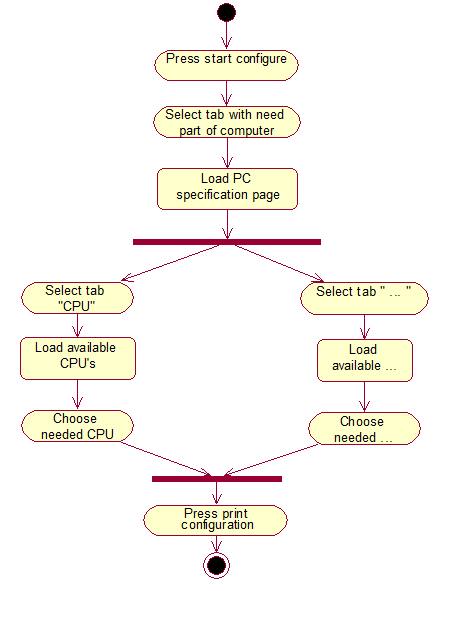 Press start configure
Select tab with need
part of computer
Load PC
specification page
Select tab
"CPU"
Select tab " ... "
Load available
CPU's
Load
available ...
Choose
needed CPU
Choose
needed ...
Press print
configuration